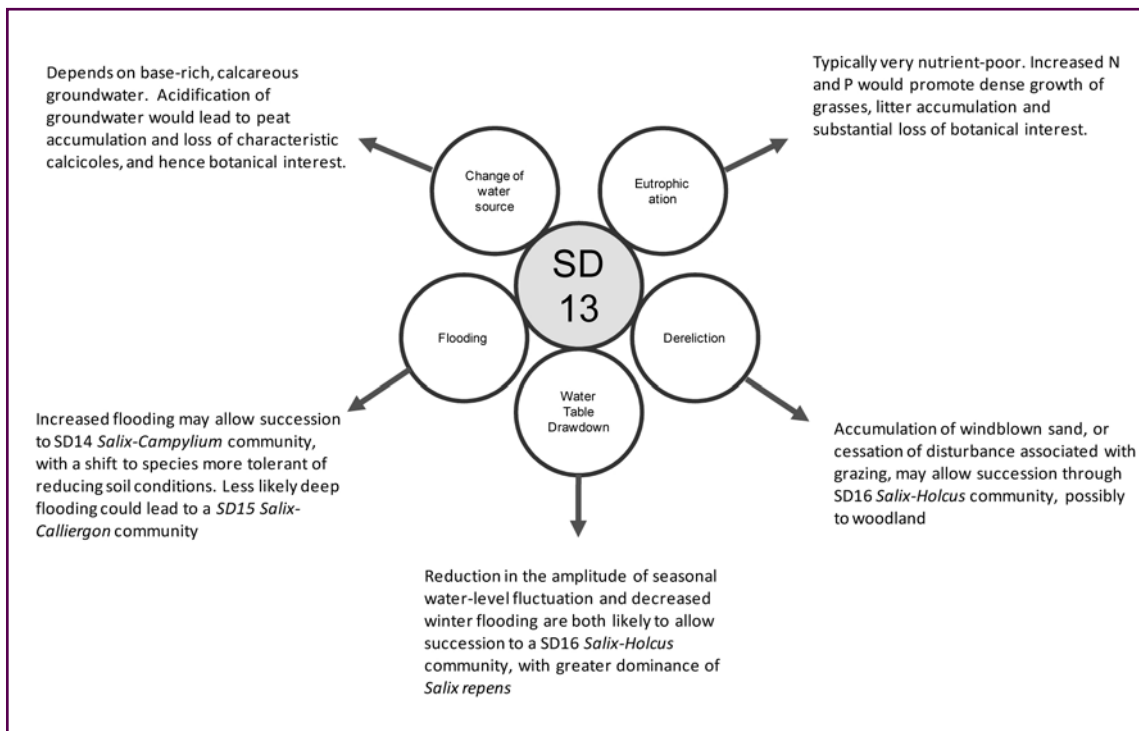 Depends on base-rich, calcareous
groundwater. Acidification of
groundwater would lead to peat
accumulation and loss of characteristic
calcicoles, and hence botanical interest.
Typically very nutrient-poor. Increased N
and P would promote dense growth of
grasses, litter accumulation and
substantial loss of botanical interest.
Change of
water
source
Eutrophic
ation
SD
13
Flooding
Dereliction
Water
Table
Drawdown
Increased flooding may allow succession
to SD14 Salix-Campylium community,
with a shift to species more tolerant of
reducing soil conditions. Less likely deep
flooding could lead to a SD15 Salix-
Calliergon community
Accumulation of windblown sand, or
cessation of disturbance associated with
grazing, may allow succession through
SD16 Salix-Holcus community, possibly
to woodland
Reduction in the amplitude of seasonal
water-level fluctuation and decreased
winter flooding are both likely to allow
succession to a SD16 Salix-Holcus
community, with greater dominance of
Salix repens